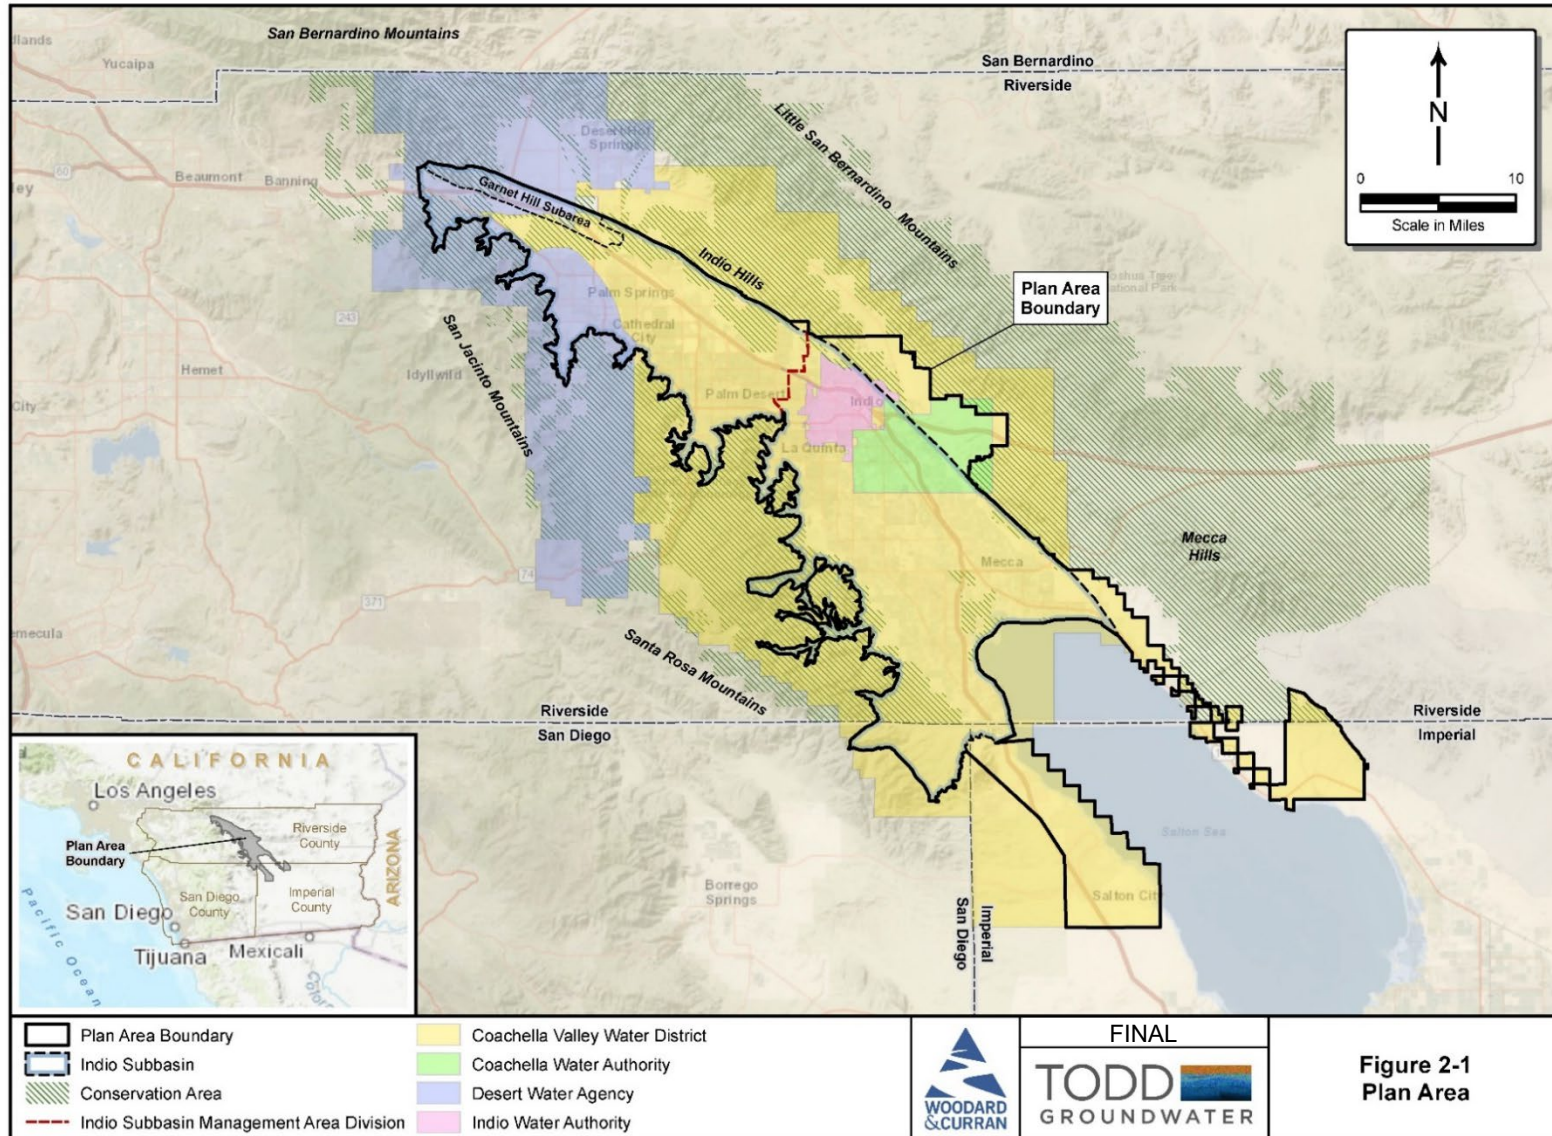 San Bernardino Mountains
Yucaipa
San Bernardino
Riverside
N
0
10
Scale in Miles
Little San Bernardino Mountains
Desert Hot
Springs
60
Beaumont
Banning
Garnet Hill Subarea
Indio Hills
Plan Area
Boundary
Palm Springs
Cathedral
City
243
San Jacinto Mountains
Hemet
Idyllwild
City
Palm Desert
Indio
La Quinta
Mecca
Hills
Mecca
74
371
Santa Rosa Mountains
Riverside
San Diego
Riverside
Imperial
Salton Sea
Salton City
Borrego
Springs
San Diego
Imperial
CALIFORNIA
Los Angeles
Plan Area
Boundary
Riverside
County
ARIZONA
San Diego
County
Imperial
County
San Diego
Tijuana
Mexicali
Pacific Ocean
Plan Area Boundary
Indio Subbasin
Conservation Area
Indio Subbasin Management Area Division
Coachella Valley Water District
Coachella Water Authority
Desert Water Agency
Indio Water Authority
WOODARD
&CURRAN
FINAL
TODD
GROUNDWATER
Figure 2-1
Plan Area